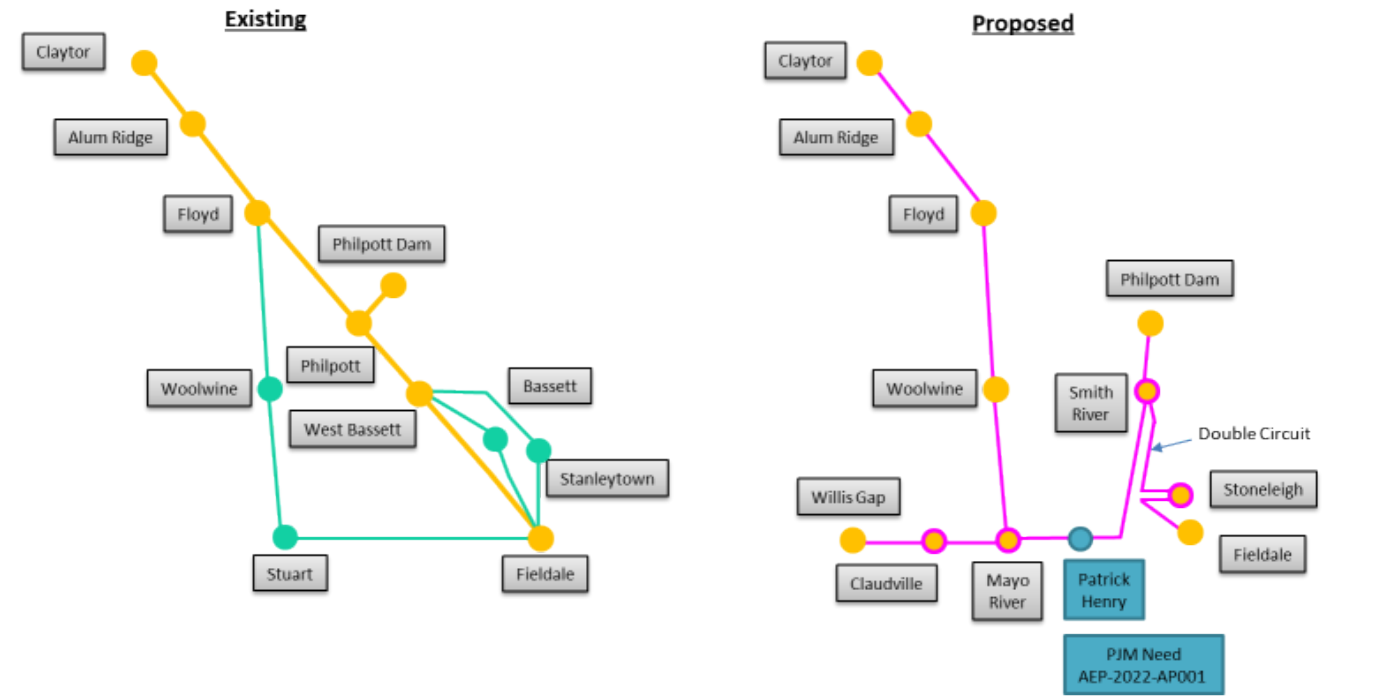 Existing
Claytor
Alum Ridge
Floyd
Philpott Dam
Philpott
Woolwine
Bassett
West Bassett
Stanleytown
Stuart
Fieldale
Proposed
Claytor
Alum Ridge
Floyd
Philpott Dam
Woolwine
Smith
River
Double Circuit
Willis Gap
Stoneleigh
Fieldale
Claudville
Mayo
River
Patrick
Henry
PJM Need
AEP-2022-AP001